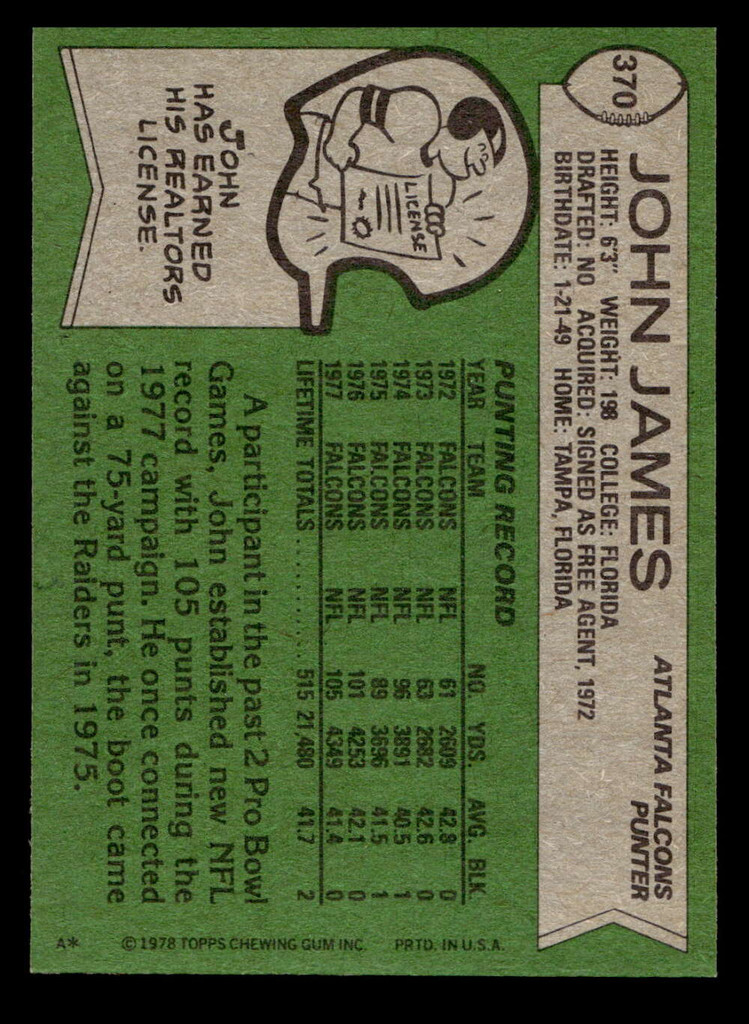 370
JOHN JAMES
ATLANTA FALCONS
PUNTER
HEIGHT: 6'3" WEIGHT: 198 COLLEGE: FLORIDA
DRAFTED: NO ACQUIRED: SIGNED AS FREE AGENT, 1972
BIRTHDATE: 1-21-49 HOME: TAMPA, FLORIDA
LICENSE
JOHN
HAS EARNED
HIS REALTORS
LICENSE.
PUNTING RECORD
YEAR TEAM NO. YDS. AVG. BLK
1972 FALCONS NFL 61 2609 42.8 0
1973 FALCONS NFL 63 2682 42.6 0
1974 FALCONS NFL 96 3891 40.5 1
1975 FALCONS NFL 89 3696 41.5 1
1976 FALCONS NFL 101 4253 42.1 0
1977 FALCONS NFL 105 4349 41.4 0
LIFETIME TOTALS .......... 515 21,480 41.7 2
A participant in the past 2 Pro Bowl
Games, John established new NFL
record with 105 punts during the
1977 campaign. He once connected
on a 75-yard punt, the boot came
against the Raiders in 1975.
A* © 1978 TOPPS CHEWING GUM INC. PRTD. IN U.S.A.